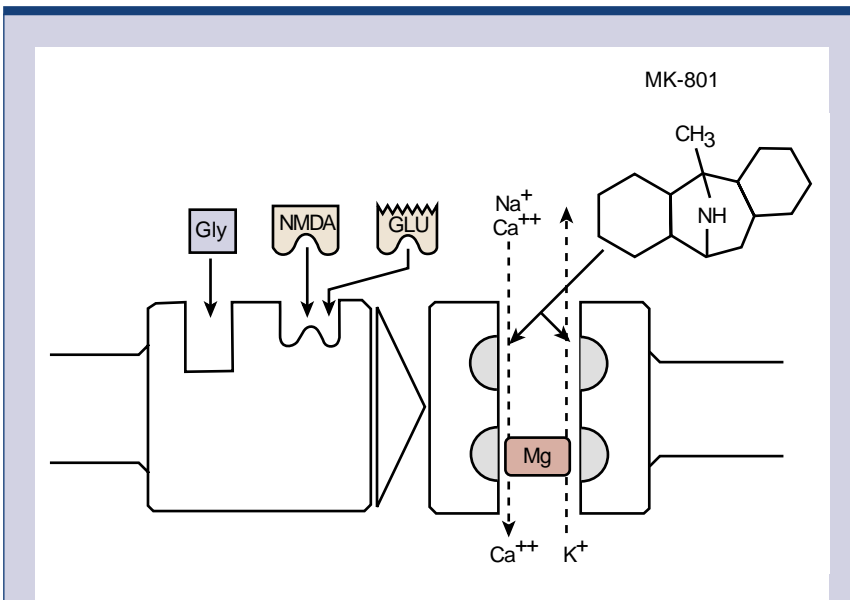 MK-801
CH3
NH
Na+
Ca++
Gly
NMDA
GLU
Mg
Ca++
K+